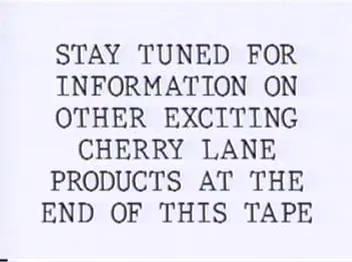 STAY TUNED FOR
INFORMATION ON
OTHER EXCITING
CHERRY LANE
PRODUCTS AT THE
END OF THIS TAPE